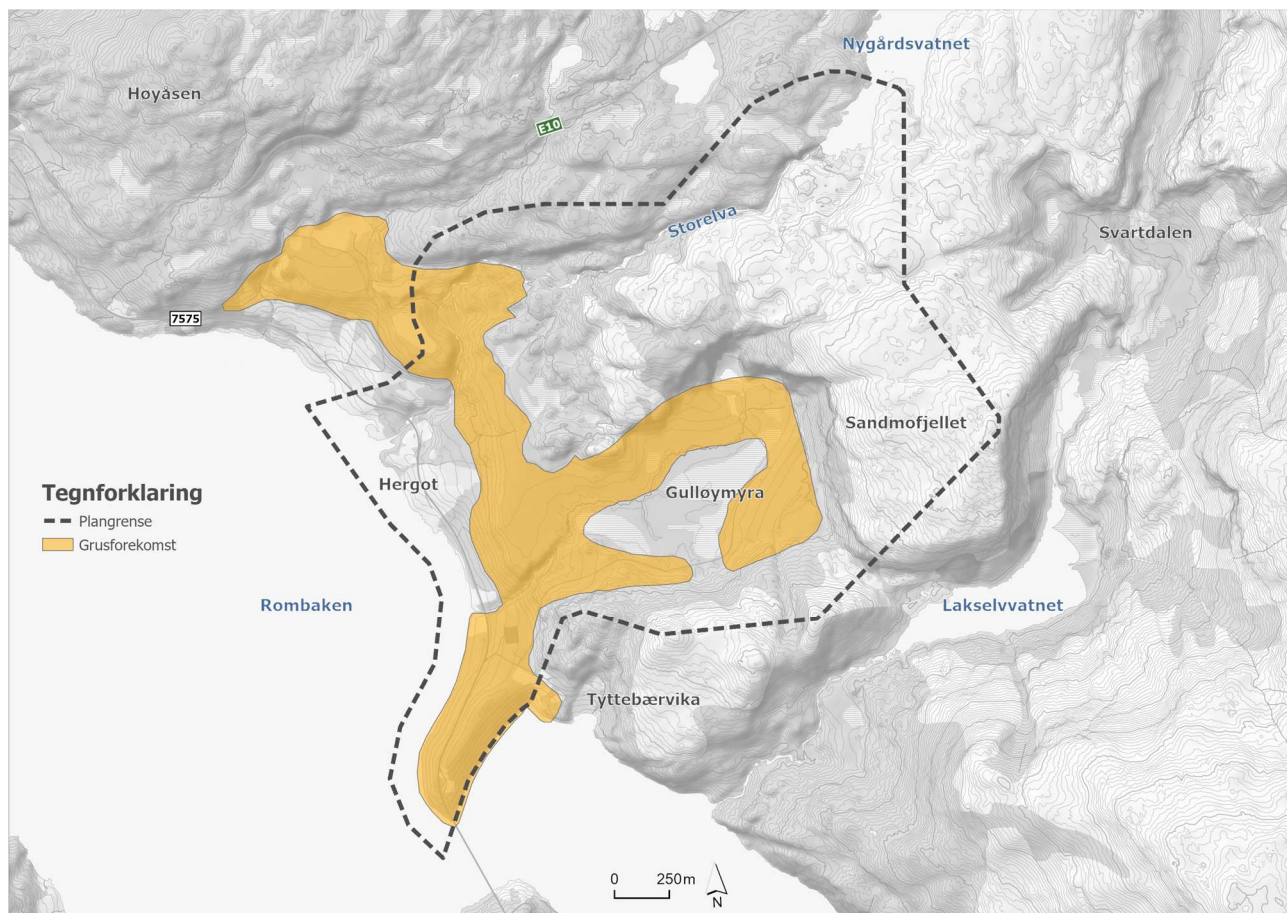 Nygårdsvatnet
Høyåsen
E10
Storelva
Svartdalen
7575
Sandmofjellet
Hergot
Gulløymyra
Tegnforklaring
Plangrense
Grusforekomst
Rombaken
Lakselvvatnet
Tyttebærvika
0 250m
N